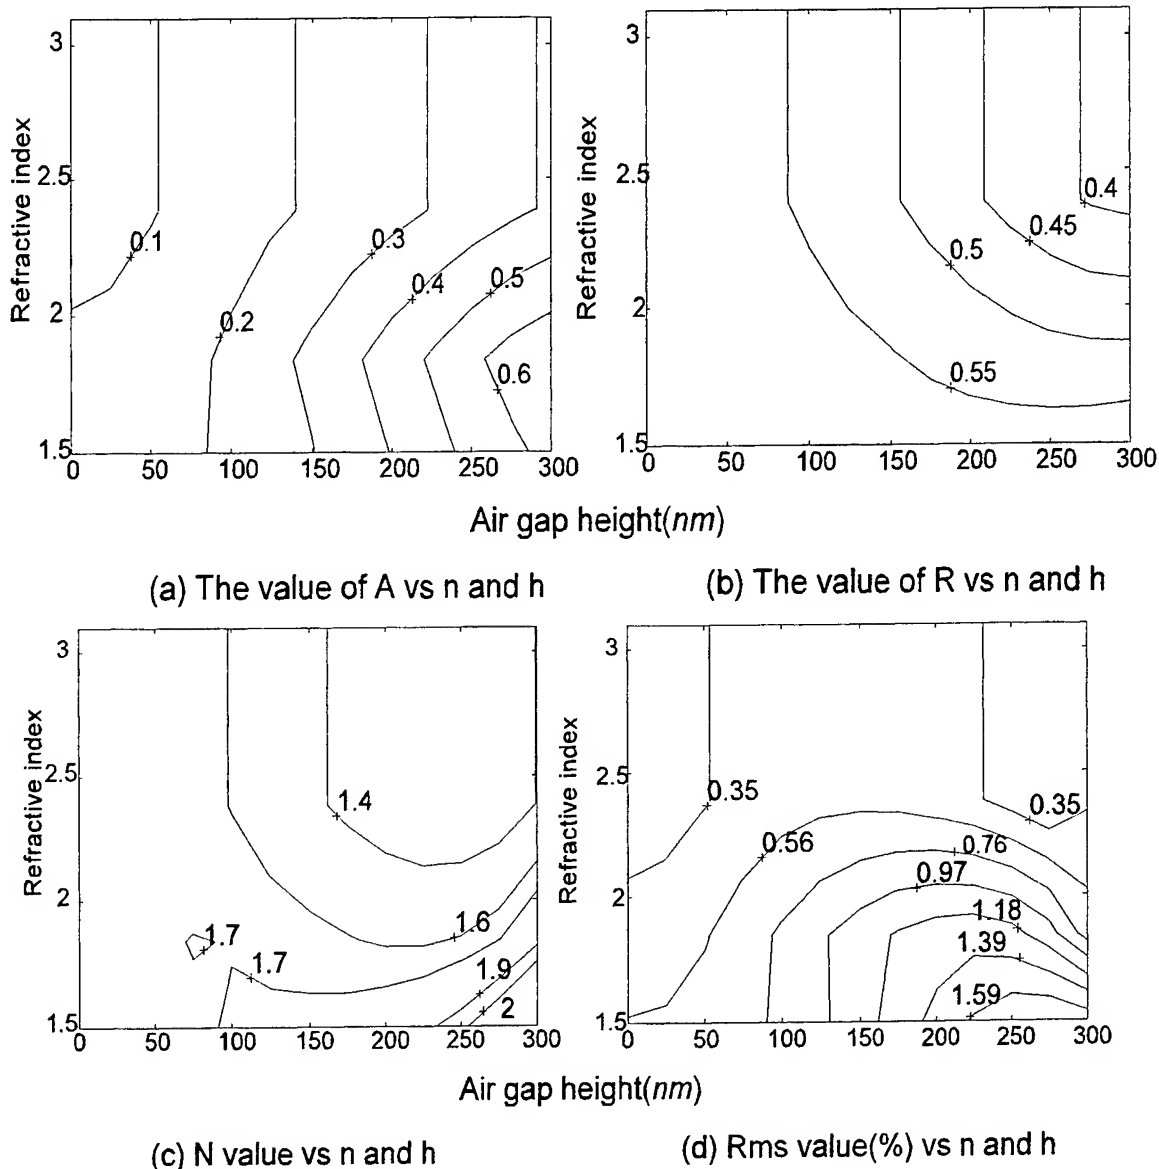 3
2.5
2
1.5
0 50 100 150 200 250 300
Refractive index
0.1
0.2
0.3
0.4
0.5
0.6
3
2.5
2
1.5
0 50 100 150 200 250 300
Refractive index
0.4
0.45
0.5
0.55
Air gap height(nm)
(a) The value of A vs n and h
(b) The value of R vs n and h
3
2.5
2
1.5
0 50 100 150 200 250 300
Refractive index
1.4
1.6
1.7
1.7
1.9
2
3
2.5
2
1.5
0 50 100 150 200 250 300
Refractive index
0.35
0.35
0.56
0.76
0.97
1.18
1.39
1.59
Air gap height(nm)
(c) N value vs n and h
(d) Rms value(%) vs n and h